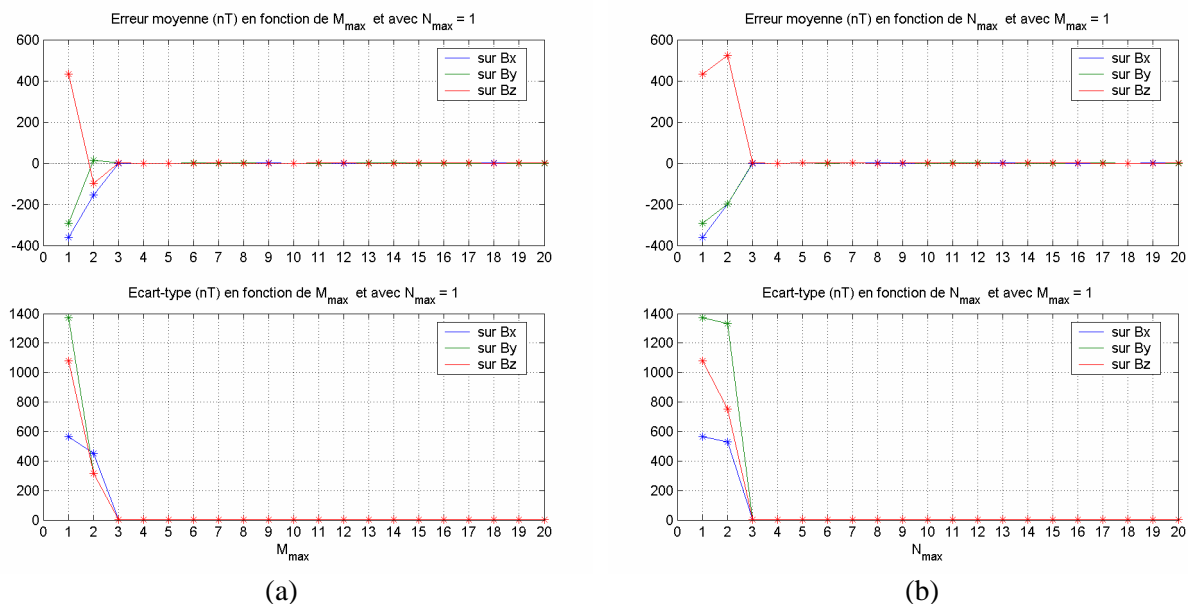 Erreur moyenne (nT) en fonction de M_max et avec N_max = 1
600
400
200
0
-200
-400
sur Bx
sur By
sur Bz
0 1 2 3 4 5 6 7 8 9 10 11 12 13 14 15 16 17 18 19 20
Ecart-type (nT) en fonction de M_max et avec N_max = 1
1400
1200
1000
800
600
400
200
0
sur Bx
sur By
sur Bz
0 1 2 3 4 5 6 7 8 9 10 11 12 13 14 15 16 17 18 19 20
M_max
(a)
Erreur moyenne (nT) en fonction de N_max et avec M_max = 1
600
400
200
0
-200
-400
sur Bx
sur By
sur Bz
0 1 2 3 4 5 6 7 8 9 10 11 12 13 14 15 16 17 18 19 20
Ecart-type (nT) en fonction de N_max et avec M_max = 1
1400
1200
1000
800
600
400
200
0
sur Bx
sur By
sur Bz
0 1 2 3 4 5 6 7 8 9 10 11 12 13 14 15 16 17 18 19 20
N_max
(b)